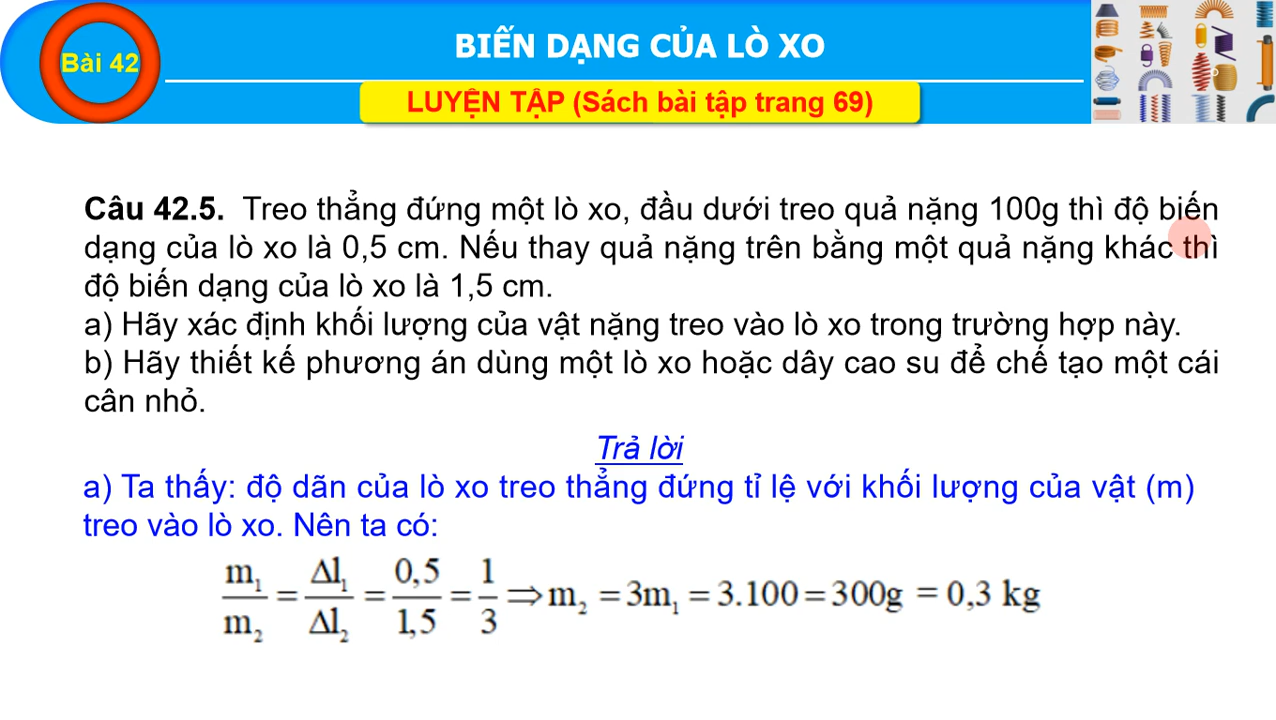 Bài 42
BIẾN DẠNG CỦA LÒ XO
LUYỆN TẬP (Sách bài tập trang 69)
Câu 42.5. Treo thẳng đứng một lò xo, đầu dưới treo quả nặng 100g thì độ biến
dạng của lò xo là 0,5 cm. Nếu thay quả nặng trên bằng một quả nặng khác thì
độ biến dạng của lò xo là 1,5 cm.
a) Hãy xác định khối lượng của vật nặng treo vào lò xo trong trường hợp này.
b) Hãy thiết kế phương án dùng một lò xo hoặc dây cao su để chế tạo một cái
cân nhỏ.
Trả lời
a) Ta thấy: độ dãn của lò xo treo thẳng đứng tỉ lệ với khối lượng của vật (m)
treo vào lò xo. Nên ta có:
m₁/m₂ = Δl₁/Δl₂ = 0,5/1,5 = 1/3 ⇒ m₂ = 3m₁ = 3.100 = 300g = 0,3 kg